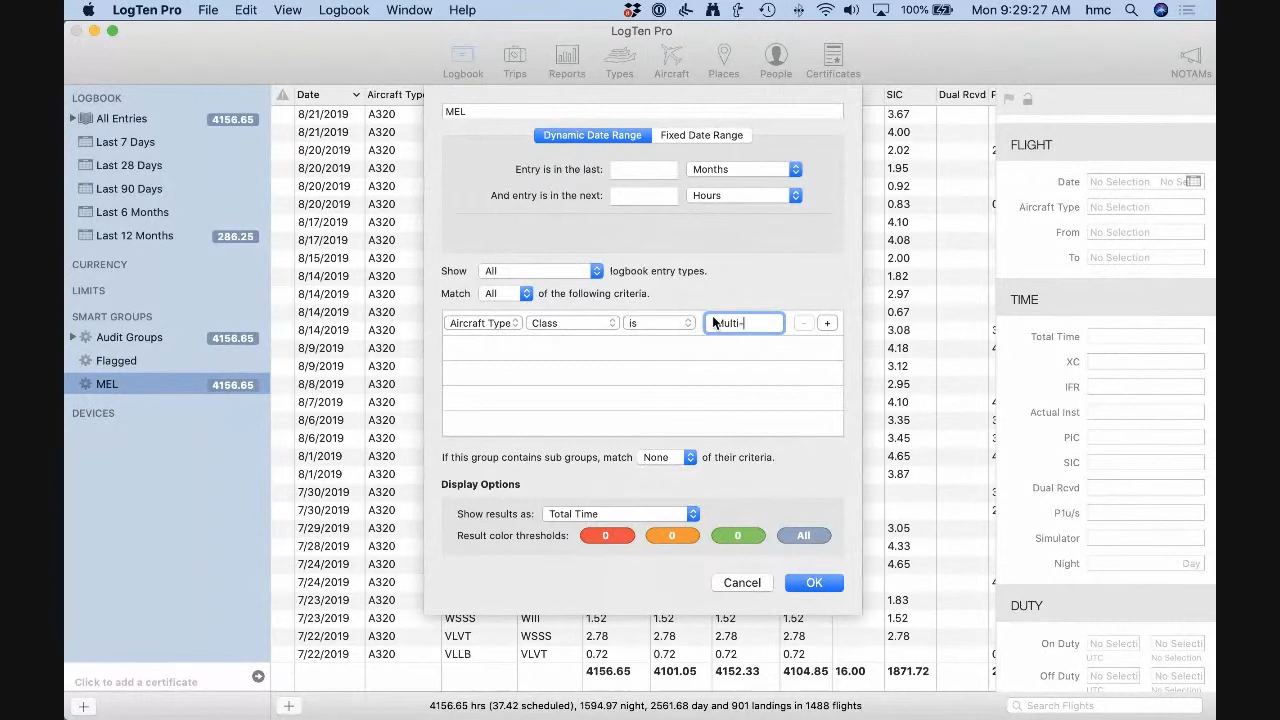 LogTen Pro File Edit View Logbook Window Help 100% Mon 9:29:27 AM hmc
LogTen Pro
Logbook Trips Reports Types Aircraft Places People Certificates NOTAMs
LOGBOOK
All Entries 4156.65
Last 7 Days
Last 28 Days
Last 90 Days
Last 6 Months
Last 12 Months 286.25
CURRENCY
LIMITS
SMART GROUPS
Audit Groups 4156.65
Flagged
MEL 4156.65
DEVICES
Click to add a certificate
Date Aircraft Type SIC Dual Rcvd
8/21/2019 A320 3.67
8/21/2019 A320 4.00
8/20/2019 A320 2.02
8/20/2019 A320 1.95
8/20/2019 A320 0.92
8/20/2019 A320 0.83
8/17/2019 A320 4.10
8/17/2019 A320 4.08
8/15/2019 A320 2.00
8/14/2019 A320 1.82
8/14/2019 A320 2.97
8/14/2019 A320 0.67
8/14/2019 A320 3.08
8/9/2019 A320 4.18
8/9/2019 A320 3.12
8/8/2019 A320 2.95
8/7/2019 A320 4.10
8/6/2019 A320 3.35
8/6/2019 A320 3.45
8/1/2019 A320 4.65
8/1/2019 A320 3.87
7/30/2019 A320
7/30/2019 A320
7/29/2019 A320 3.05
7/28/2019 A320 4.33
7/24/2019 A320 4.65
7/24/2019 A320
7/23/2019 A320 1.83
7/23/2019 A320 WSSS WIII 1.52 1.52 1.52 1.52 1.52
7/22/2019 A320 VLVT WSSS 2.78 2.78 2.78 2.78 2.78
7/22/2019 A320 VLLB VLVT 0.72 0.72 0.72 0.72
4156.65 4101.05 4152.33 4104.85 16.00 1871.72
4156.65 hrs (37.42 scheduled), 1594.97 night, 2561.68 day and 901 landings in 1488 flights
MEL
Dynamic Date Range Fixed Date Range
Entry is in the last: Months
And entry is in the next: Hours
Show All logbook entry types.
Match All of the following criteria.
Aircraft Type Class is Multi-
If this group contains sub groups, match None of their criteria.
Display Options
Show results as: Total Time
Result color thresholds: 0 0 0 All
Cancel OK
FLIGHT
Date No Selection
Aircraft Type No Selection
From No Selection
To No Selection
TIME
Total Time
XC
IFR
Actual Inst
PIC
SIC
Dual Rcvd
P1u/s
Simulator
Night Day
DUTY
On Duty
UTC No Selection
Off Duty
UTC No Selection
Search Flights